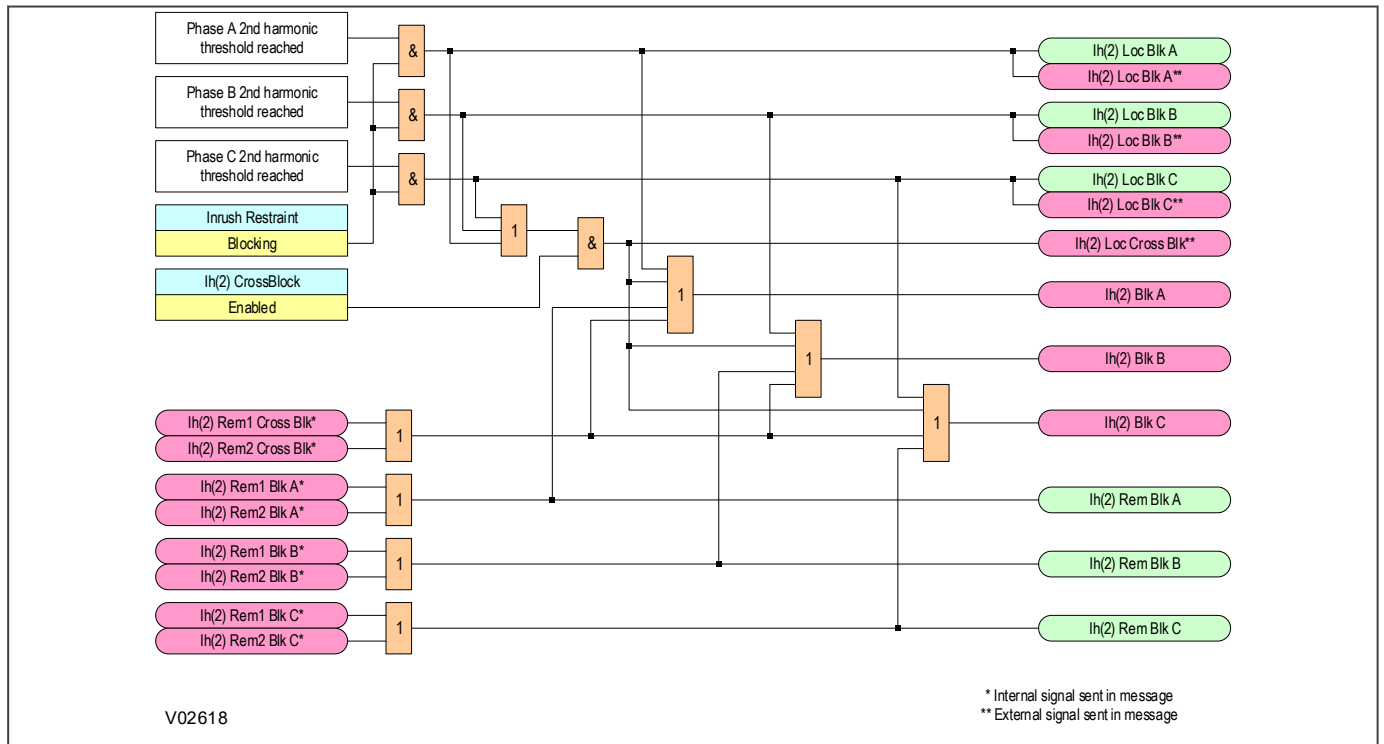 Phase A 2nd harmonic
threshold reached
&
Ih(2) Loc Blk A
Ih(2) Loc Blk A**
Phase B 2nd harmonic
threshold reached
&
Ih(2) Loc Blk B
Ih(2) Loc Blk B**
Phase C 2nd harmonic
threshold reached
&
Ih(2) Loc Blk C
Ih(2) Loc Blk C**
Inrush Restraint
Blocking
1
&
Ih(2) Loc Cross Blk**
Ih(2) CrossBlock
Enabled
1
Ih(2) Blk A
1
Ih(2) Blk B
Ih(2) Rem1 Cross Blk*
Ih(2) Rem2 Cross Blk*
1
1
Ih(2) Blk C
Ih(2) Rem1 Blk A*
Ih(2) Rem2 Blk A*
1
Ih(2) Rem Blk A
Ih(2) Rem1 Blk B*
Ih(2) Rem2 Blk B*
1
Ih(2) Rem Blk B
Ih(2) Rem1 Blk C*
Ih(2) Rem2 Blk C*
1
Ih(2) Rem Blk C
* Internal signal sent in message
** External signal sent in message
V02618